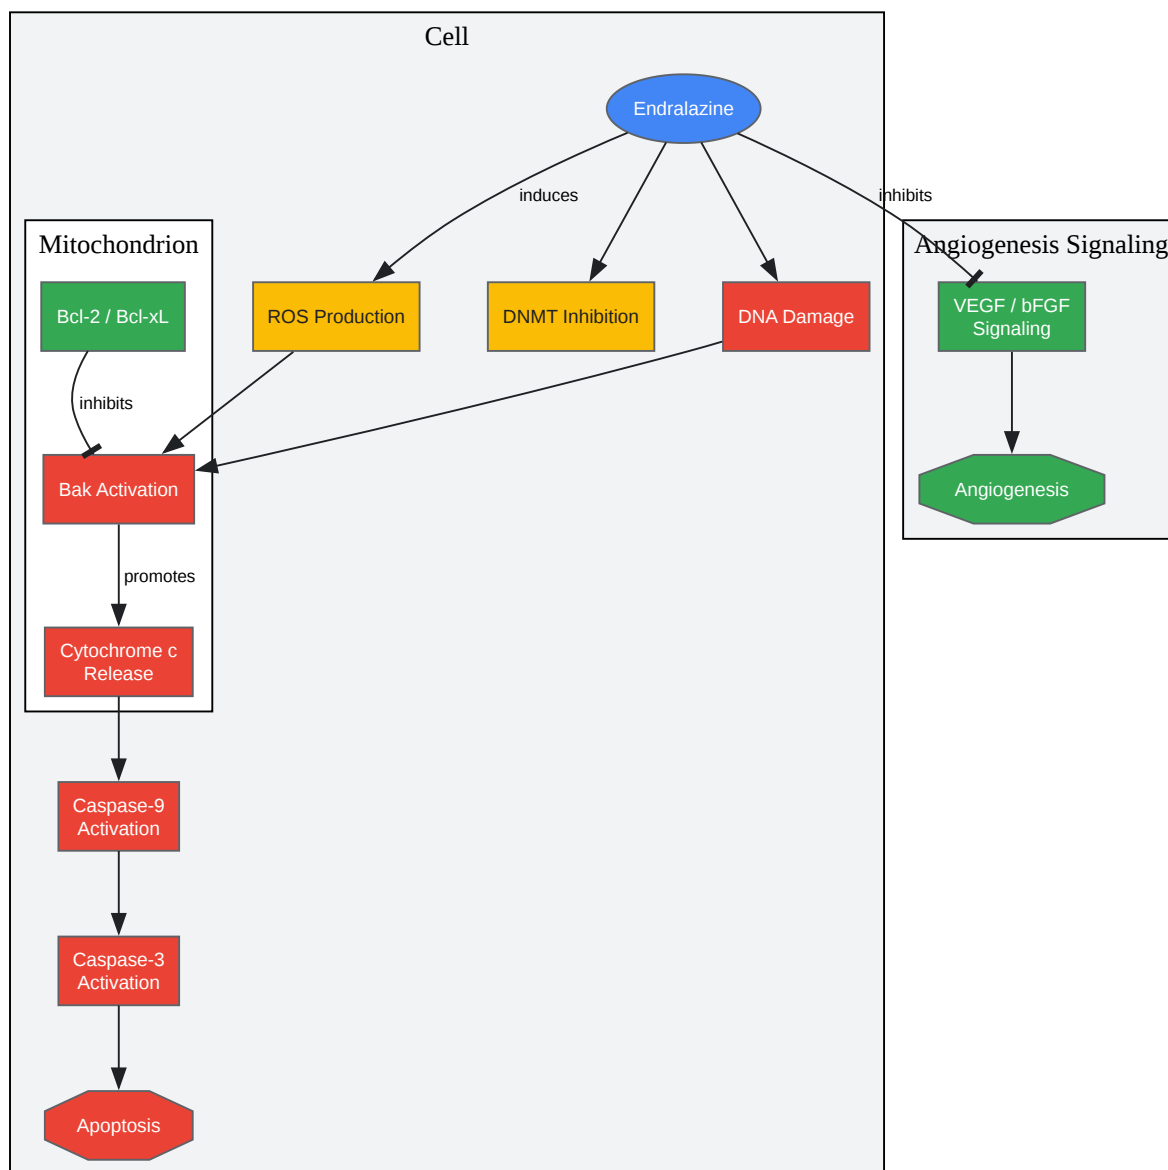 Cell
Endralazine
induces
inhibits
Mitochondrion
Angiogenesis Signaling
Bcl-2 / Bcl-xL
ROS Production
DNMT Inhibition
DNA Damage
VEGF / bFGF
Signaling
inhibits
Bak Activation
Angiogenesis
promotes
Cytochrome c
Release
Caspase-9
Activation
Caspase-3
Activation
Apoptosis